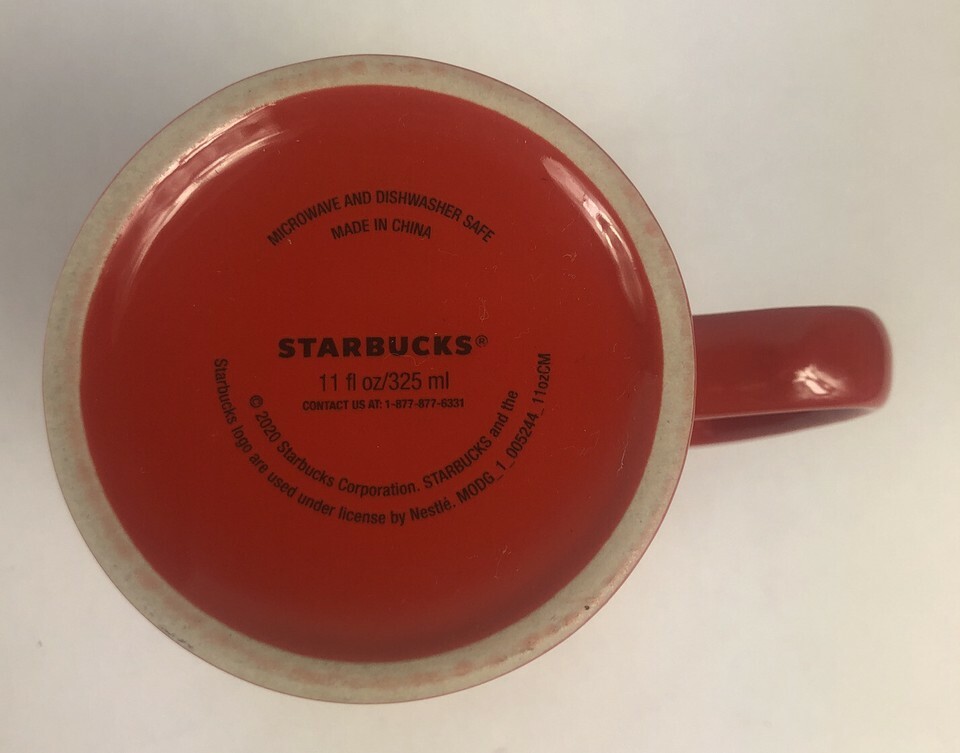 MICROWAVE AND DISHWASHER SAFE
MADE IN CHINA
STARBUCKS®
11 fl oz/325 ml
CONTACT US AT: 1-877-877-6331
© 2020 Starbucks Corporation. STARBUCKS and the
Starbucks logo are used under license by Nestlé. MODG_1_005244_11ozCM